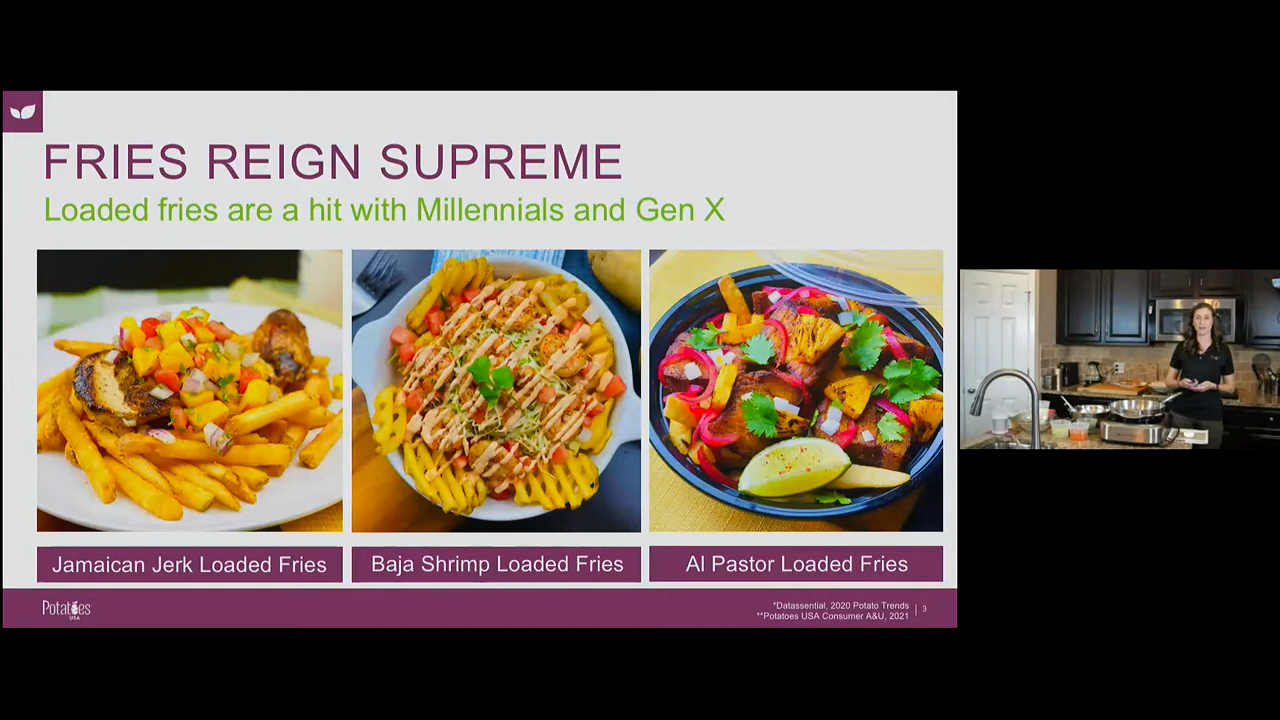 FRIES REIGN SUPREME
Loaded fries are a hit with Millennials and Gen X
Jamaican Jerk Loaded Fries
Baja Shrimp Loaded Fries
Al Pastor Loaded Fries
Potatoes
USA
*Datassential, 2020 Potato Trends
**Potatoes USA Consumer A&U, 2021
3